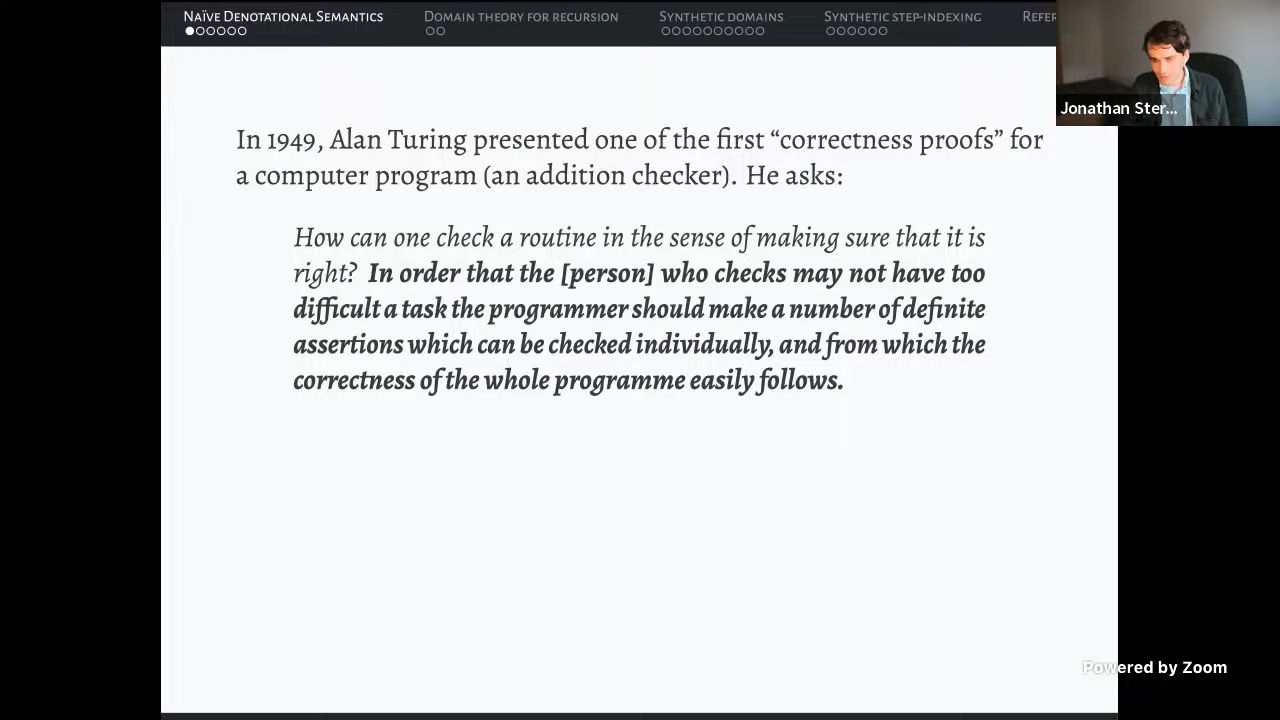 Naïve Denotational Semantics Domain theory for recursion Synthetic domains Synthetic step-indexing Refer
Jonathan Ster...
In 1949, Alan Turing presented one of the first “correctness proofs” for
a computer program (an addition checker). He asks:
How can one check a routine in the sense of making sure that it is
right? In order that the [person] who checks may not have too
difficult a task the programmer should make a number of definite
assertions which can be checked individually, and from which the
correctness of the whole programme easily follows.
Powered by Zoom